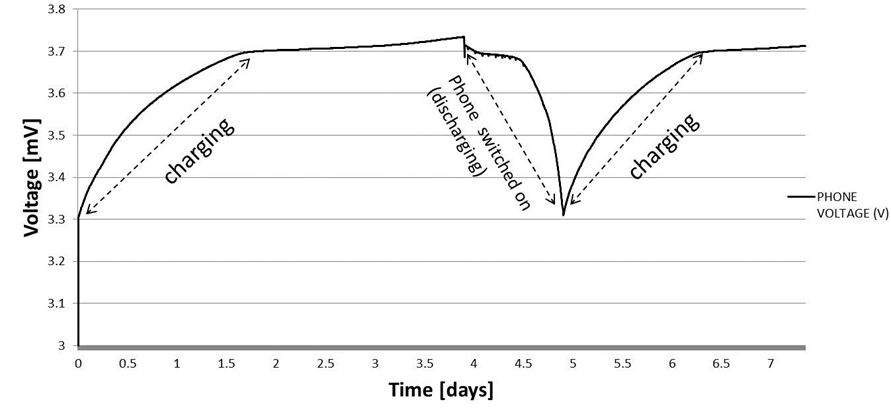 3.8
3.7
3.6
3.5
3.4
3.3
3.2
3.1
3
Voltage [mV]
charging
Phone switched on
(discharging)
charging
PHONE
VOLTAGE (V)
0 0.5 1 1.5 2 2.5 3 3.5 4 4.5 5 5.5 6 6.5 7
Time [days]